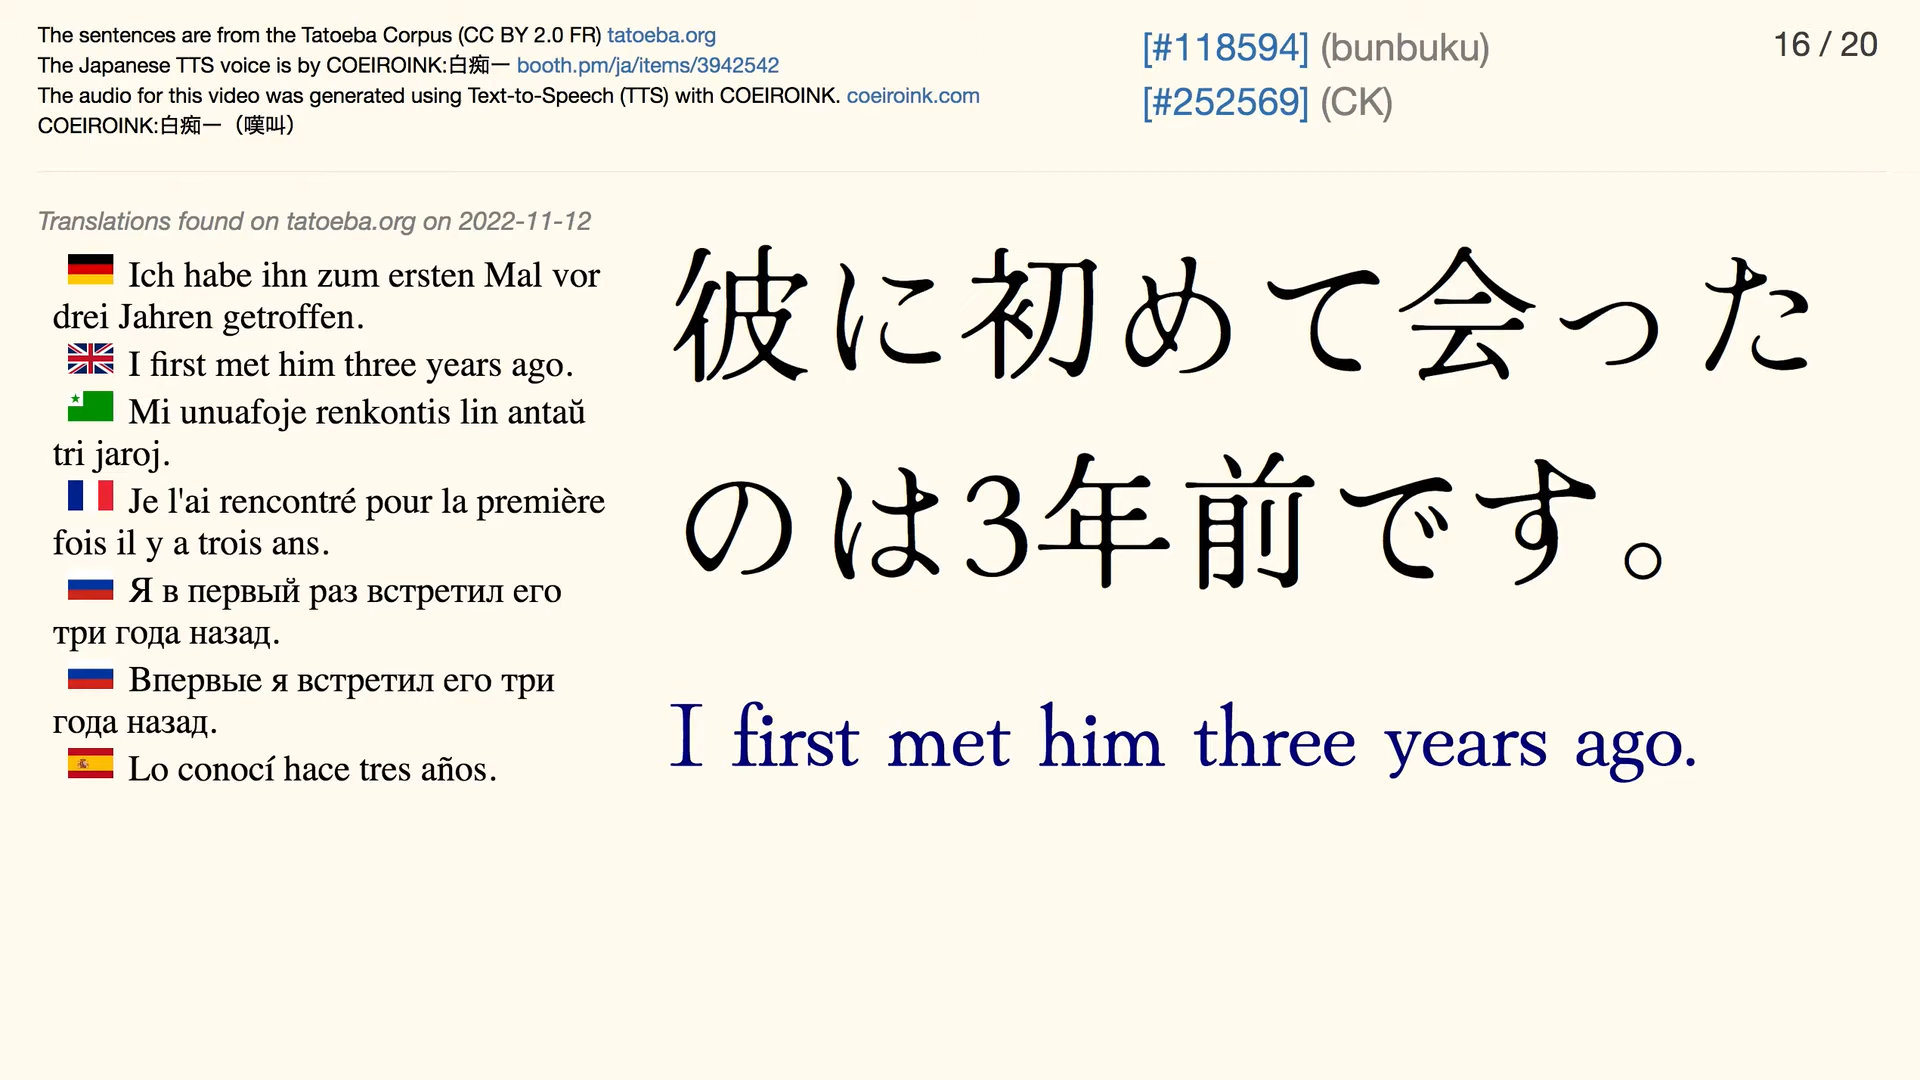 The sentences are from the Tatoeba Corpus (CC BY 2.0 FR) tatoeba.org
The Japanese TTS voice is by COEIROINK:白痴一 booth.pm/ja/items/3942542
The audio for this video was generated using Text-to-Speech (TTS) with COEIROINK. coeiroink.com
COEIROINK:白痴一（嘆叫）
[#118594] (bunbuku)
[#252569] (CK)
16 / 20
Translations found on tatoeba.org on 2022-11-12
Ich habe ihn zum ersten Mal vor
drei Jahren getroffen.
I first met him three years ago.
Mi unuafoje renkontis lin antaŭ
tri jaroj.
Je l'ai rencontré pour la première
fois il y a trois ans.
Я в первый раз встретил его
три года назад.
Впервые я встретил его три
года назад.
Lo conocí hace tres años.
彼に初めて会った
のは3年前です。
I first met him three years ago.